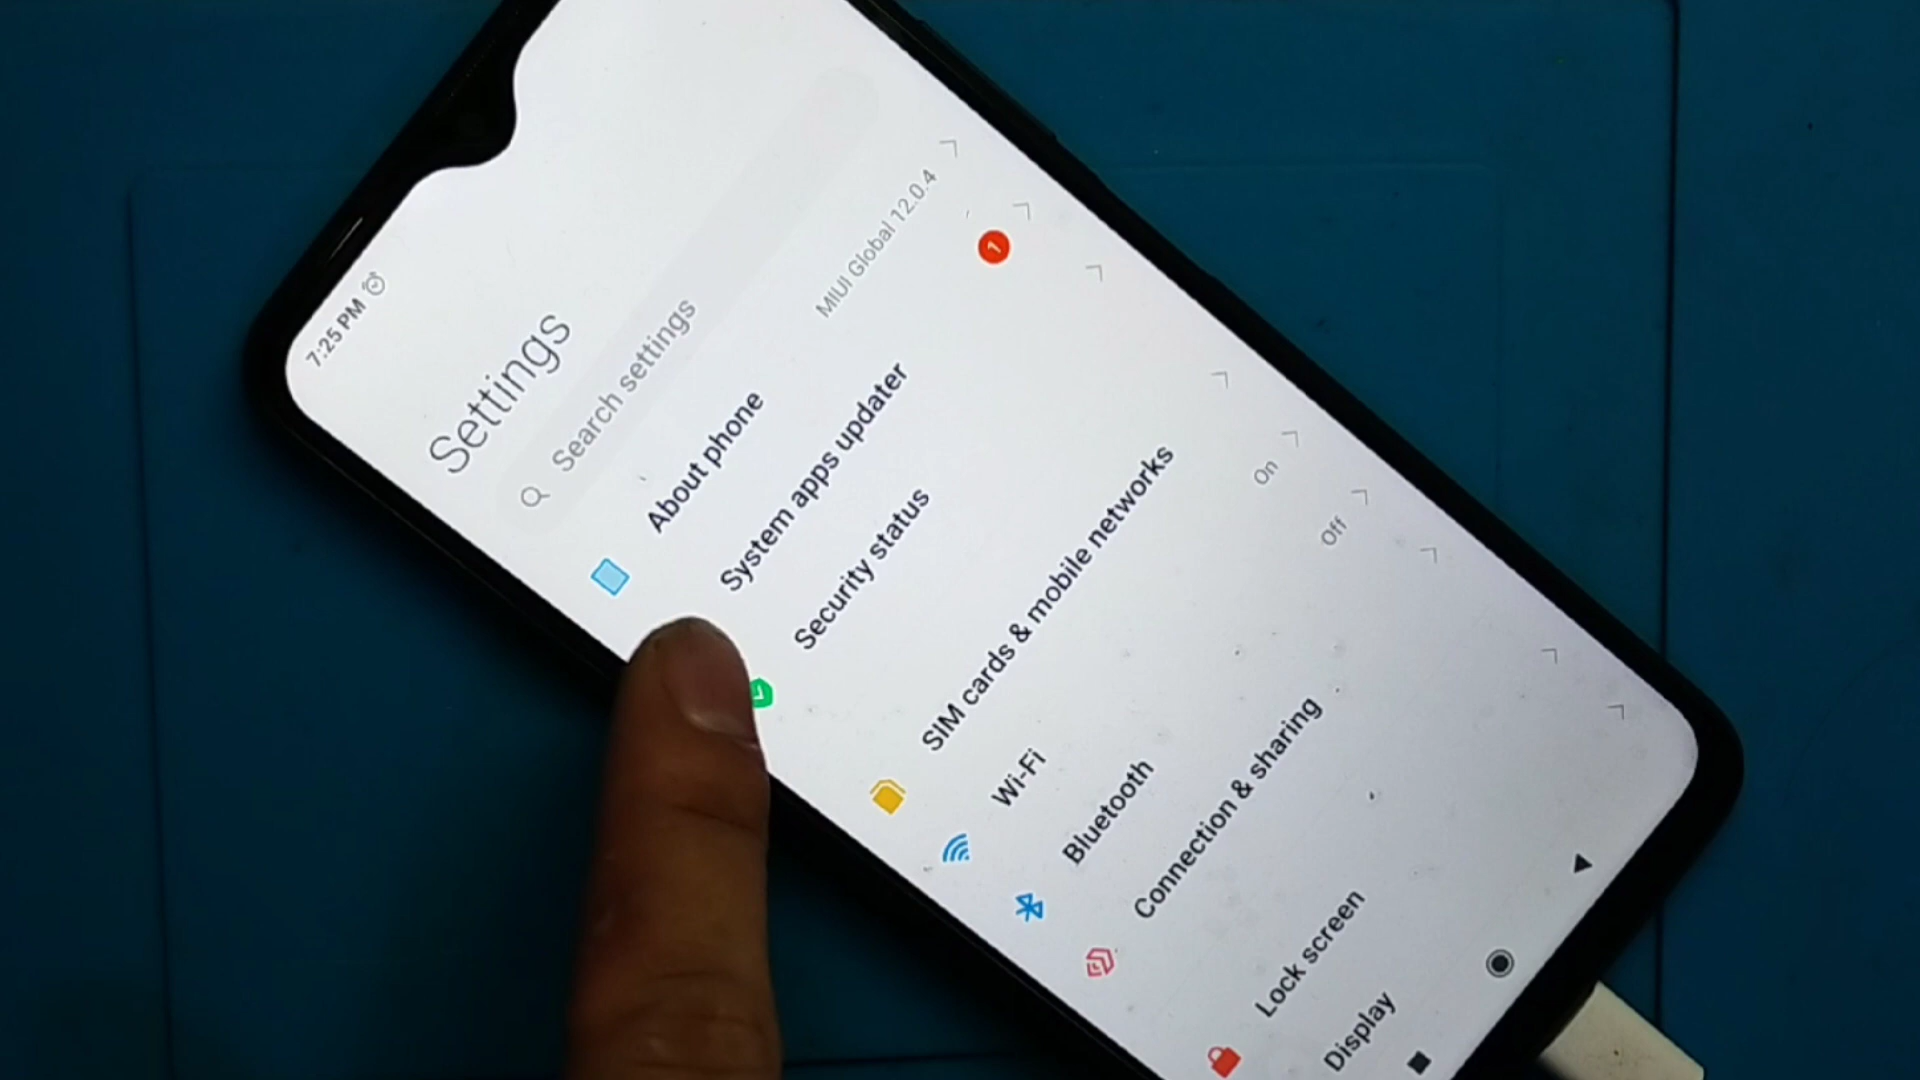 7:25 PM
Settings
Search settings
About phone MIUI Global 12.0.4
System apps updater 1
Security status
SIM cards & mobile networks
Wi-Fi On
Bluetooth Off
Connection & sharing
Lock screen
Display